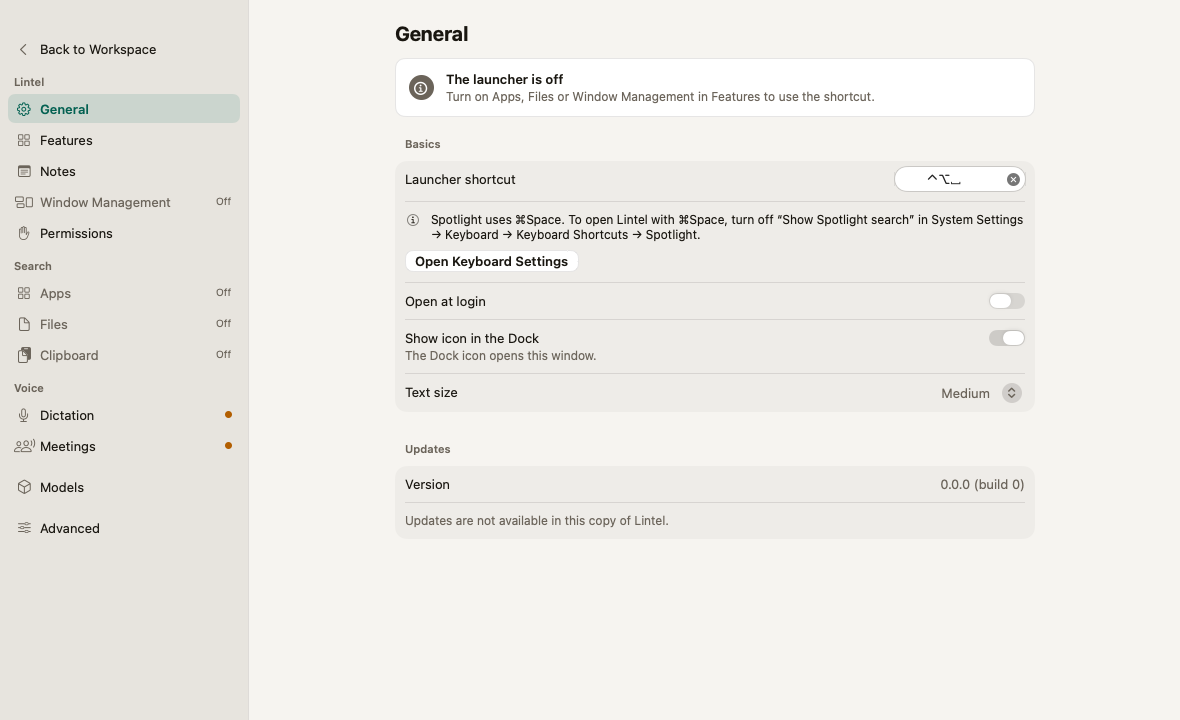 Back to Workspace
Lintel
General
Features
Notes
Window Management Off
Permissions
Search
Apps Off
Files Off
Clipboard Off
Voice
Dictation
Meetings
Models
Advanced
General
The launcher is off
Turn on Apps, Files or Window Management in Features to use the shortcut.
Basics
Launcher shortcut ⌃⌥⎵
Spotlight uses ⌘Space. To open Lintel with ⌘Space, turn off “Show Spotlight search” in System Settings
→ Keyboard → Keyboard Shortcuts → Spotlight.
Open Keyboard Settings
Open at login
Show icon in the Dock
The Dock icon opens this window.
Text size Medium
Updates
Version 0.0.0 (build 0)
Updates are not available in this copy of Lintel.